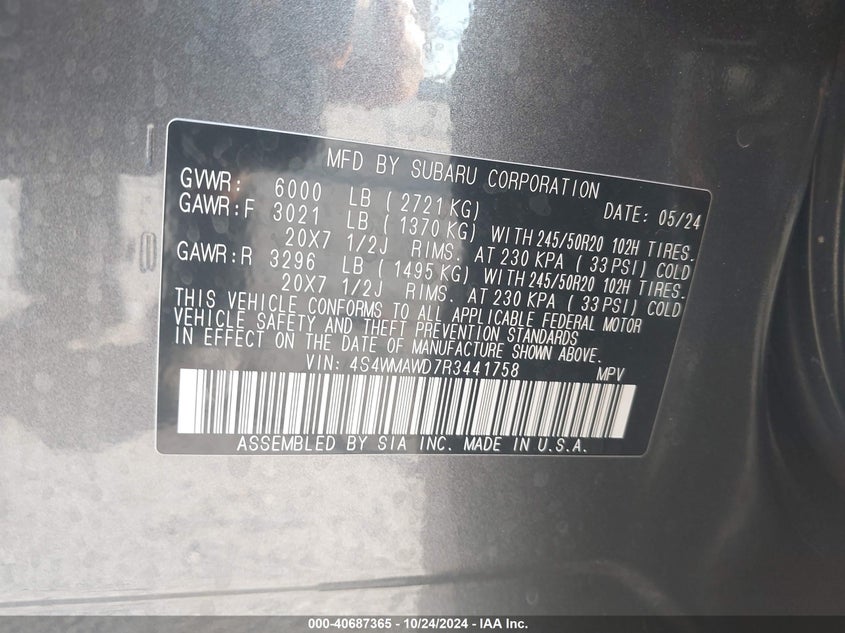 MFD BY SUBARU CORPORATION
GVWR: 6000 LB ( 2721 KG) DATE: 05/24
GAWR:F 3021 LB ( 1370 KG) WITH 245/50R20 102H TIRES.
20X7 1/2J RIMS. AT 230 KPA ( 33 PSI) COLD
GAWR:R 3296 LB ( 1495 KG) WITH 245/50R20 102H TIRES.
20X7 1/2J RIMS. AT 230 KPA ( 33 PSI) COLD
THIS VEHICLE CONFORMS TO ALL APPLICABLE FEDERAL MOTOR
VEHICLE SAFETY AND THEFT PREVENTION STANDARDS
IN EFFECT ON THE DATE OF MANUFACTURE SHOWN ABOVE.
VIN: 4S4WMAWD7R3441758 MPV
ASSEMBLED BY SIA INC. MADE IN U.S.A.
000-40687365 - 10/24/2024 - IAA Inc.